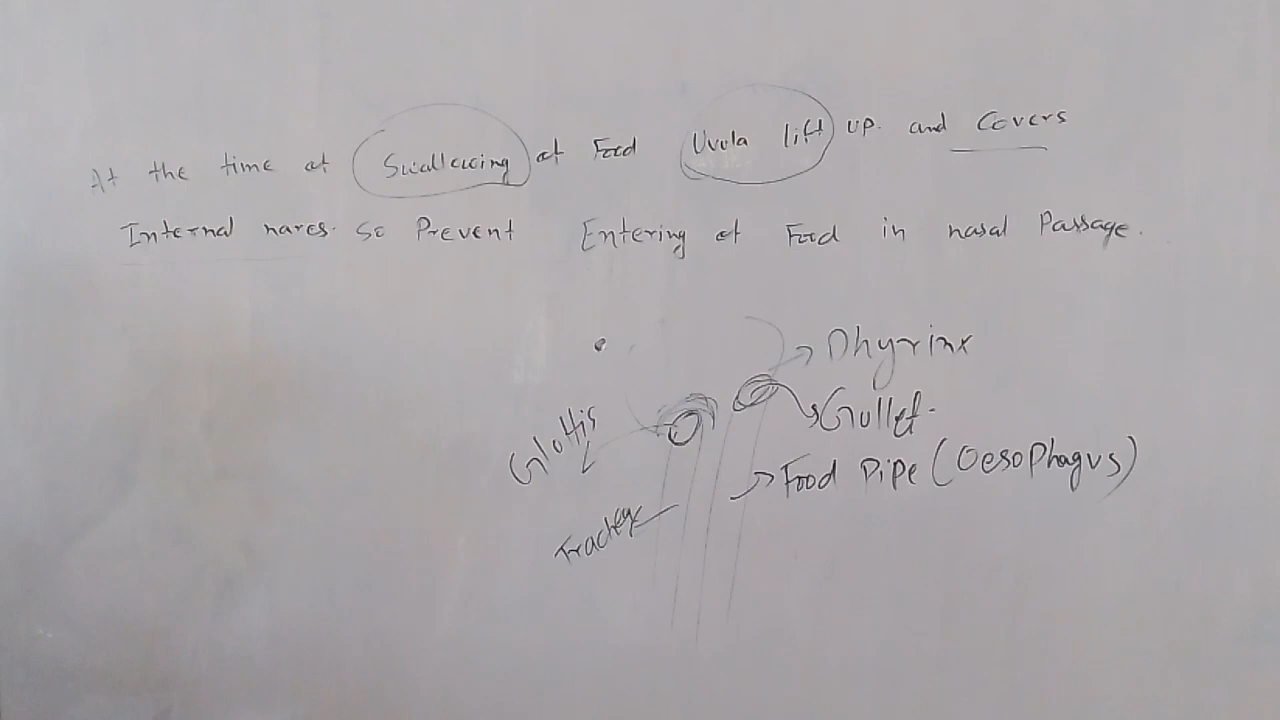 At the time of Swallowing of Food Uvula lift up. and Covers
Internal nares. So Prevent Entering of Food in nasal Passage.
Phyrinx
Gullet.
Glottis
Food Pipe (Oesophagus)
Trachea